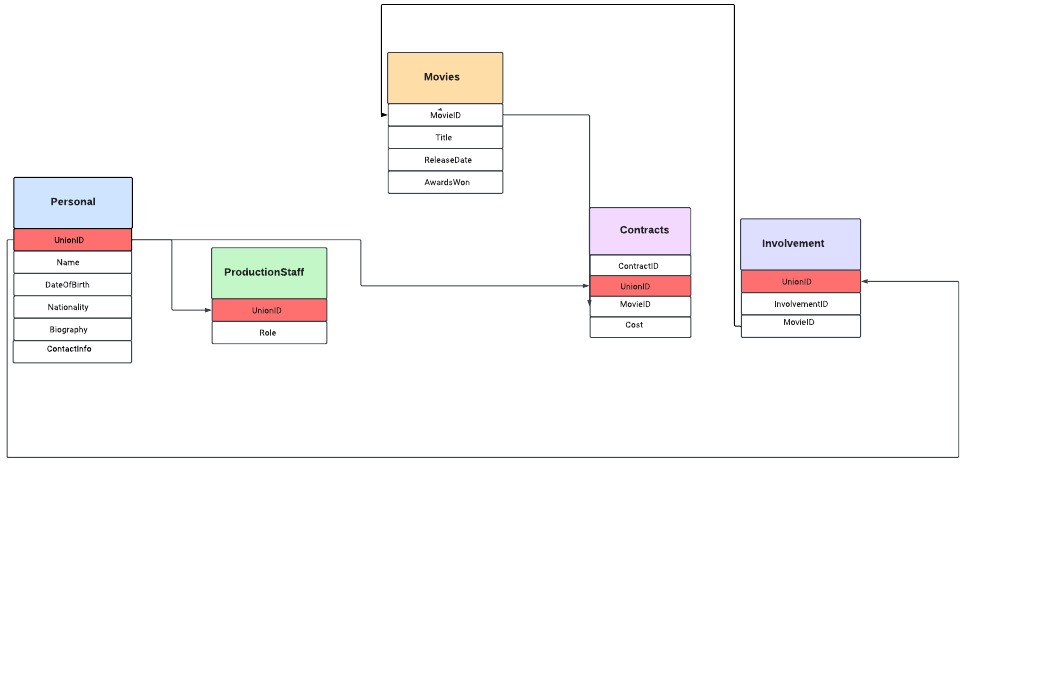 Movies
MovieID
Title
ReleaseDate
AwardsWon
Personal
UnionID
Name
DateOfBirth
Nationality
Biography
ContactInfo
ProductionStaff
UnionID
Role
Contracts
ContractID
UnionID
MovieID
Cost
Involvement
UnionID
InvolvementID
MovieID